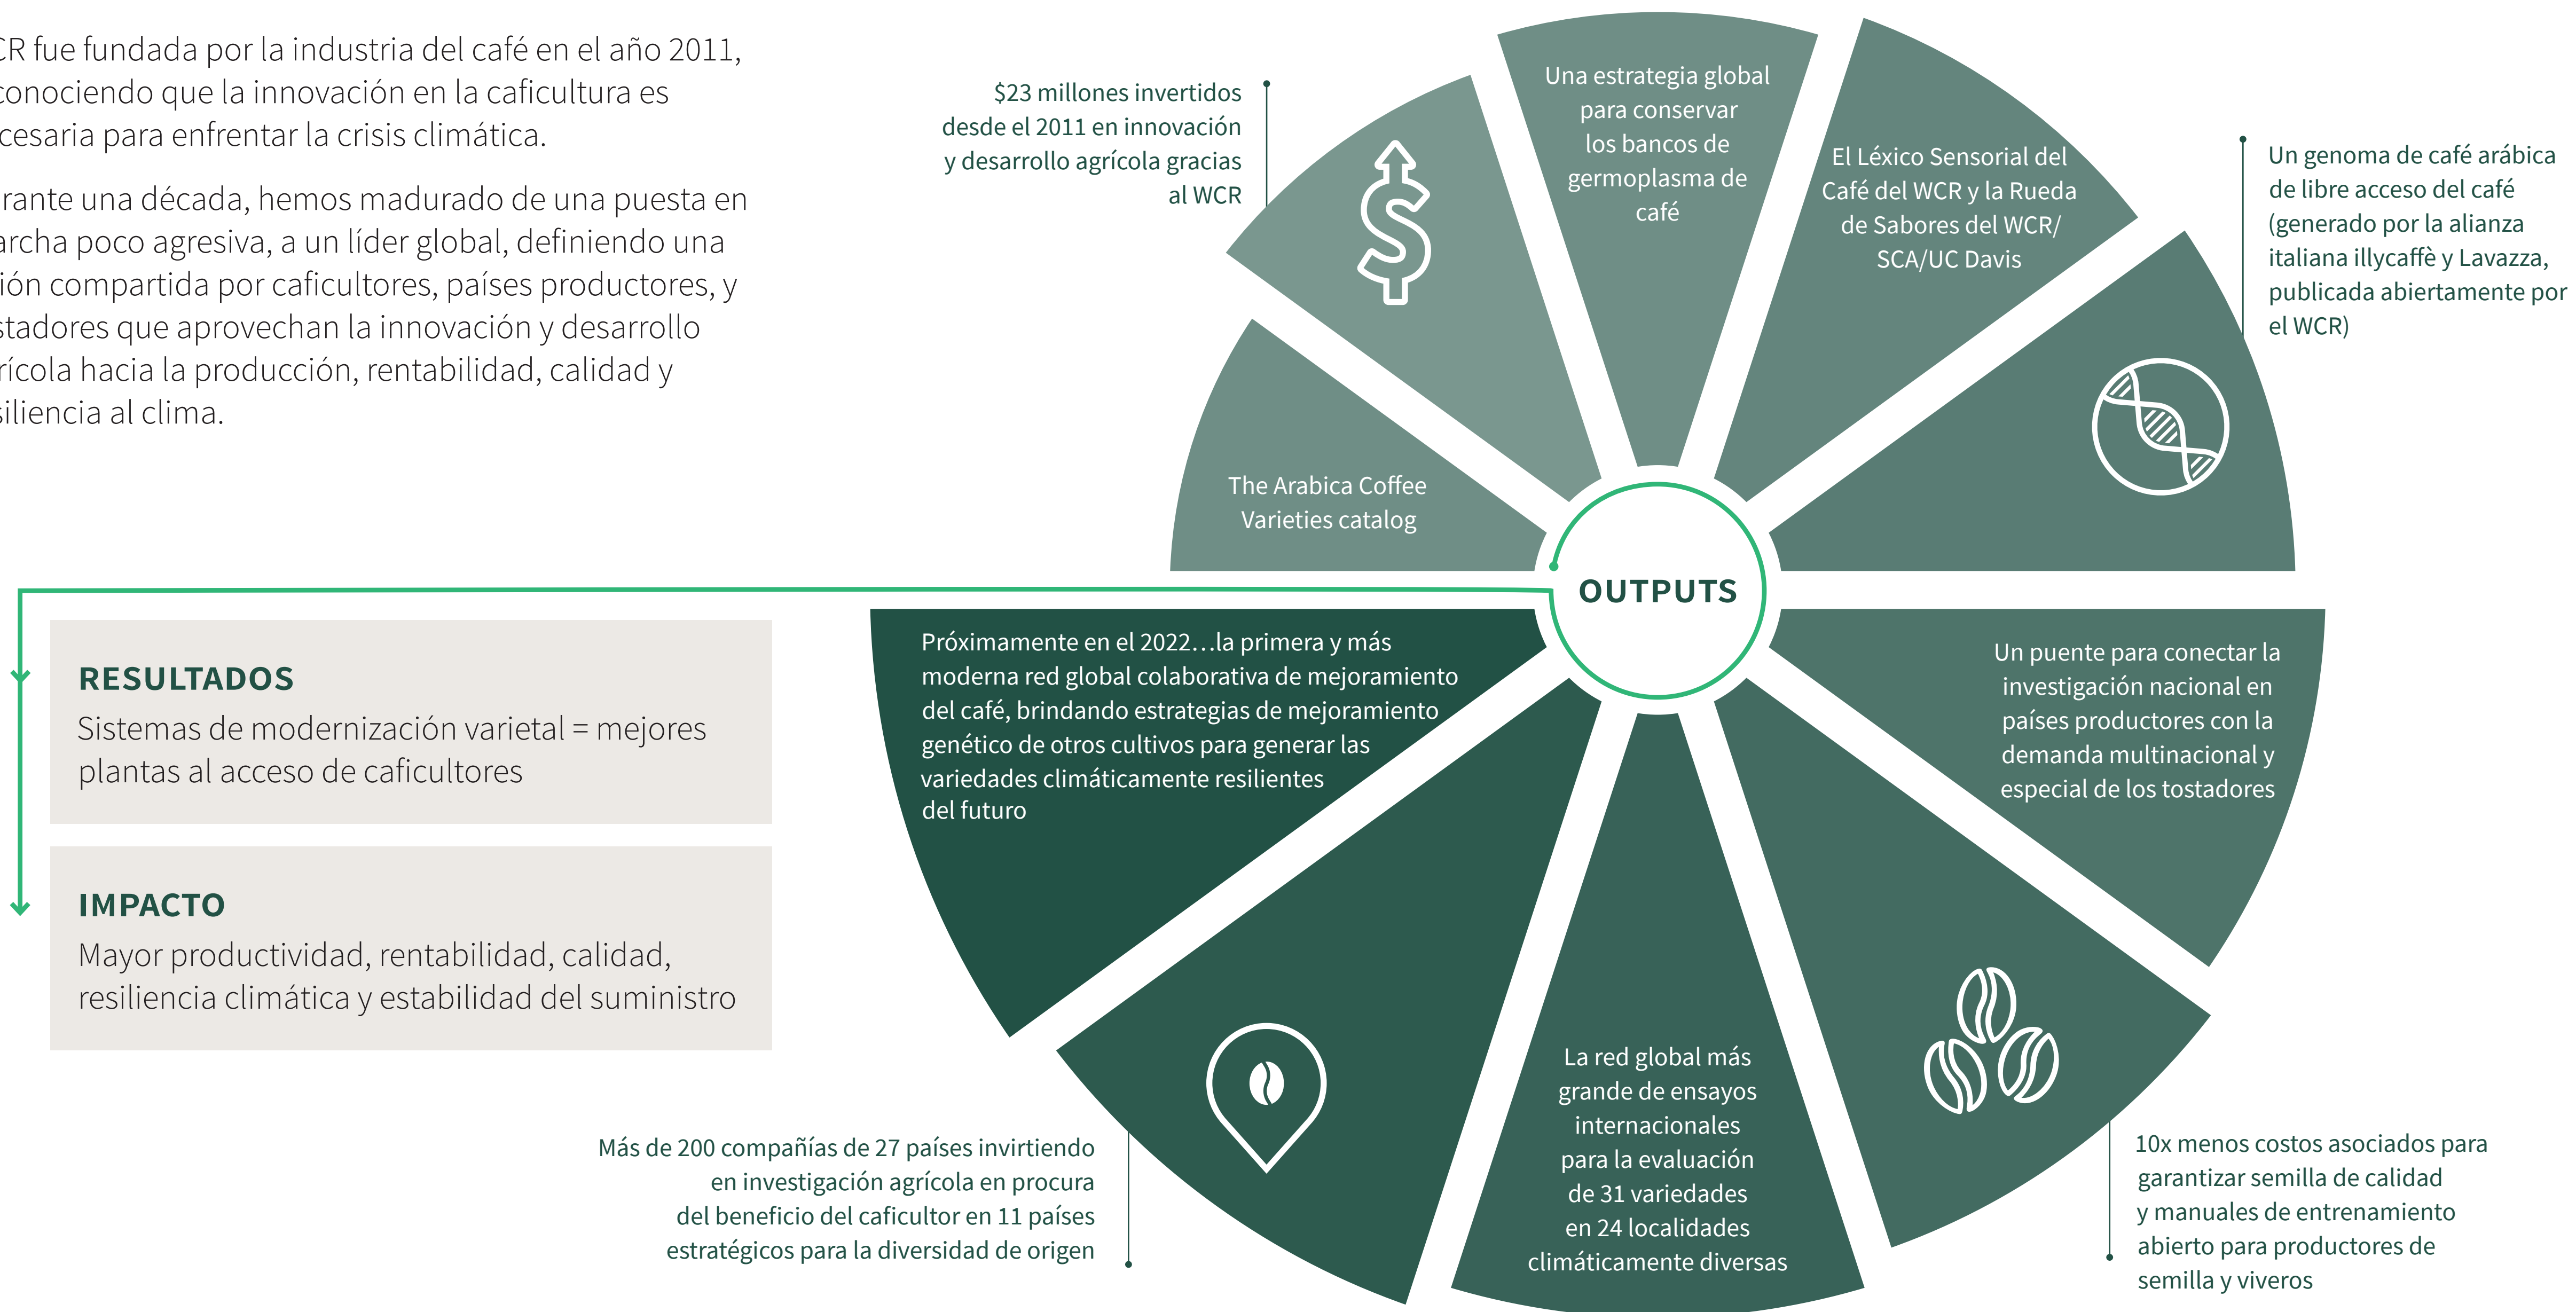 CR fue fundada por la industria del café en el año 2011,
conociendo que la innovación en la caficultura es
cesaria para enfrentar la crisis climática.
rante una década, hemos madurado de una puesta en
archa poco agresiva, a un líder global, definiendo una
ión compartida por caficultores, países productores, y
stadores que aprovechan la innovación y desarrollo
rícola hacia la producción, rentabilidad, calidad y
siliencia al clima.
$23 millones invertidos
desde el 2011 en innovación
y desarrollo agrícola gracias
al WCR
Una estrategia global
para conservar
los bancos de
germoplasma de
café
El Léxico Sensorial del
Café del WCR y la Rueda
de Sabores del WCR/
SCA/UC Davis
Un genoma de café arábica
de libre acceso del café
(generado por la alianza
italiana illycaffè y Lavazza,
publicada abiertamente por
el WCR)
The Arabica Coffee
Varieties catalog
OUTPUTS
RESULTADOS
Sistemas de modernización varietal = mejores
plantas al acceso de caficultores
IMPACTO
Mayor productividad, rentabilidad, calidad,
resiliencia climática y estabilidad del suministro
Próximamente en el 2022...la primera y más
moderna red global colaborativa de mejoramiento
del café, brindando estrategias de mejoramiento
genético de otros cultivos para generar las
variedades climáticamente resilientes
del futuro
Un puente para conectar la
investigación nacional en
países productores con la
demanda multinacional y
especial de los tostadores
Más de 200 compañías de 27 países invirtiendo
en investigación agrícola en procura
del beneficio del caficultor en 11 países
estratégicos para la diversidad de origen
La red global más
grande de ensayos
internacionales
para la evaluación
de 31 variedades
en 24 localidades
climáticamente diversas
10x menos costos asociados para
garantizar semilla de calidad
y manuales de entrenamiento
abierto para productores de
semilla y viveros